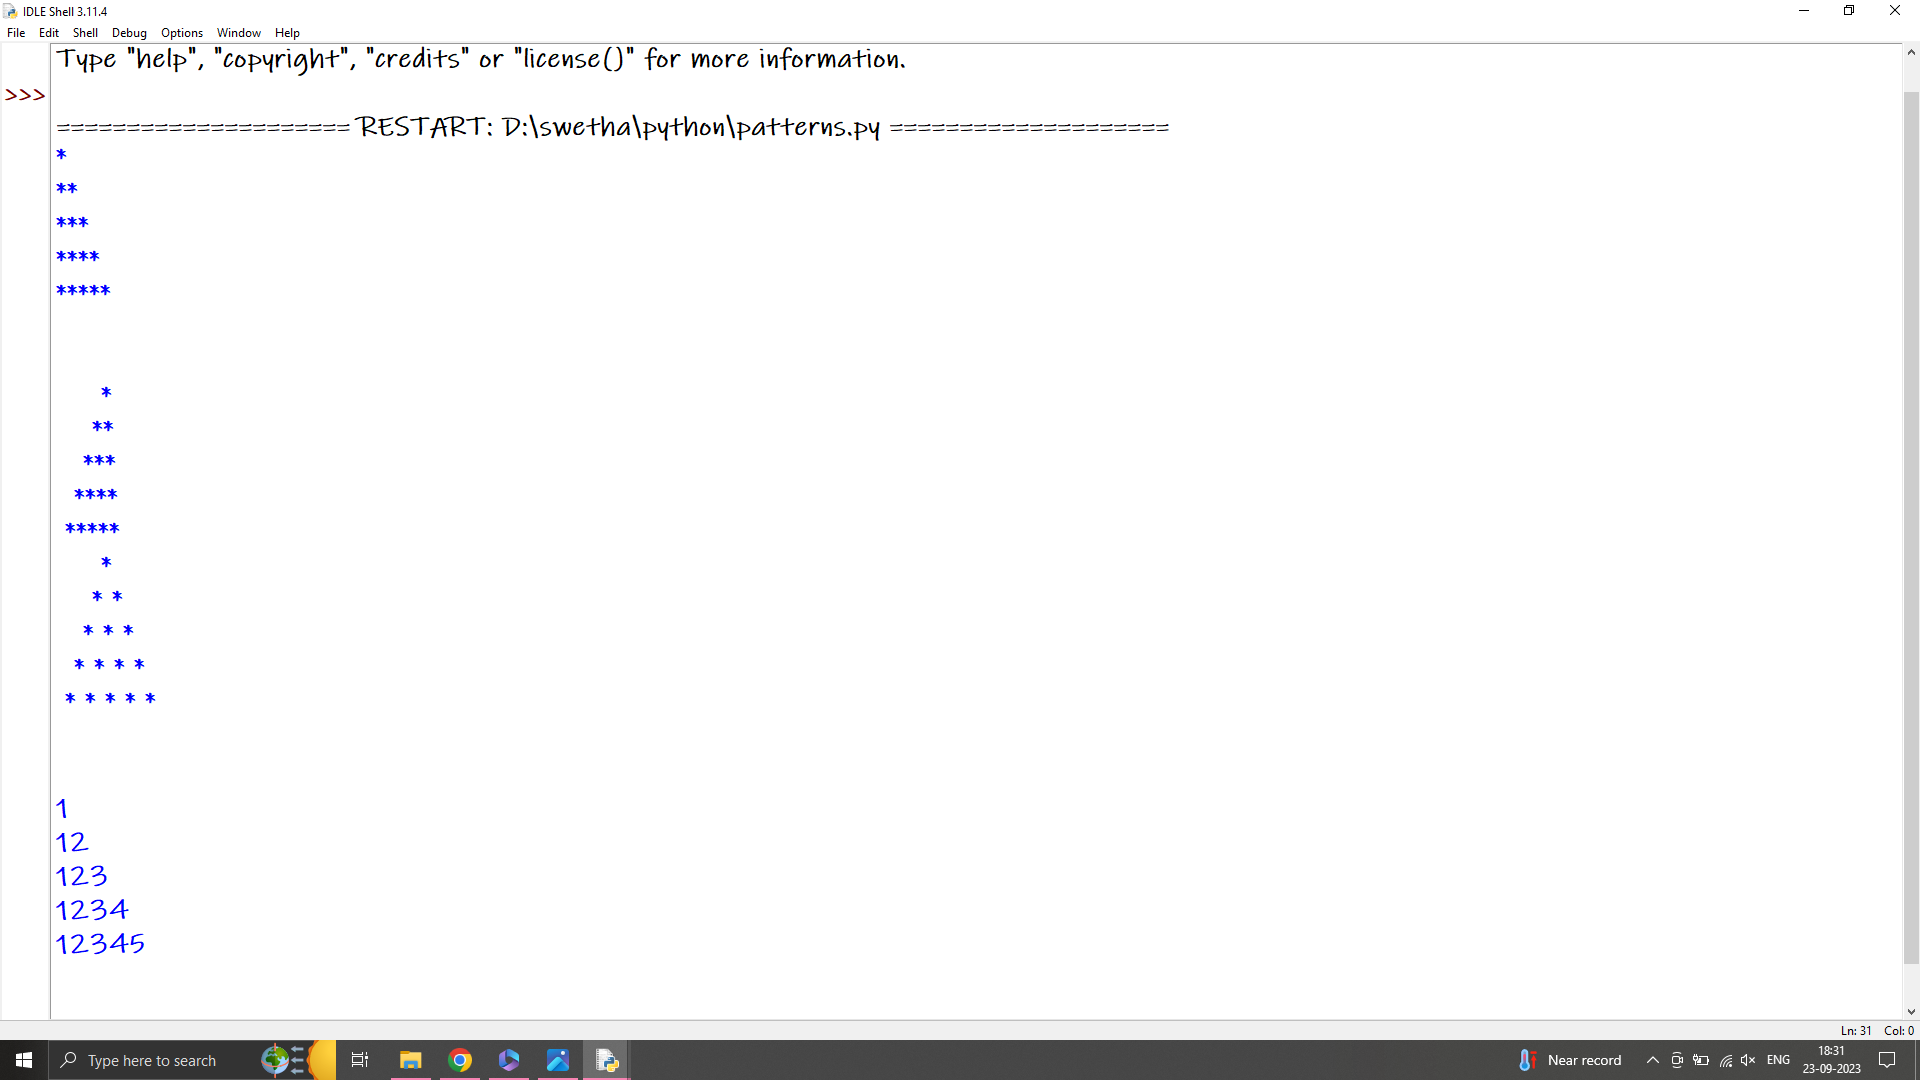 IDLE Shell 3.11.4
File Edit Shell Debug Options Window Help
Type "help", "copyright", "credits" or "license()" for more information.
>>>
===================== RESTART: D:\swetha\python\patterns.py ====================
*
**
***
****
*****
*
**
***
****
*****
*
* *
* * *
* * * *
* * * * *
1
12
123
1234
12345
Ln: 31 Col: 0
Type here to search
Near record
ENG
18:31
23-09-2023